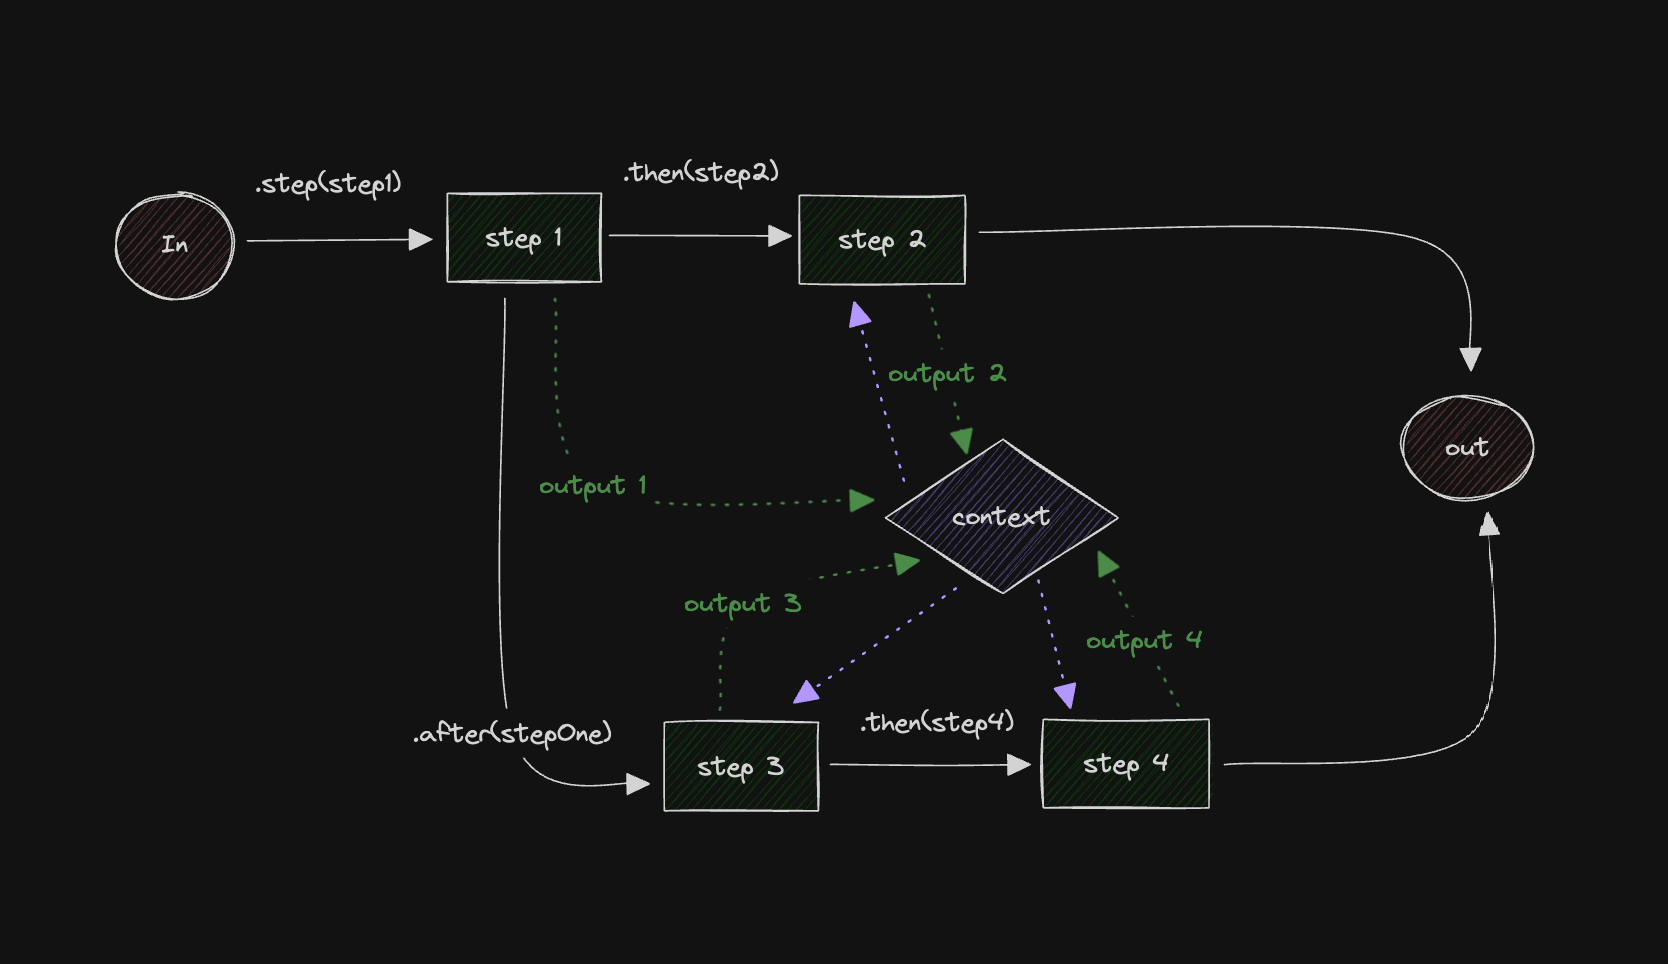 .step(step1)
.then(step2)
In
step 1
step 2
output 2
out
output 1
context
output 3
output 4
.after(stepOne)
.then(step4)
step 3
step 4